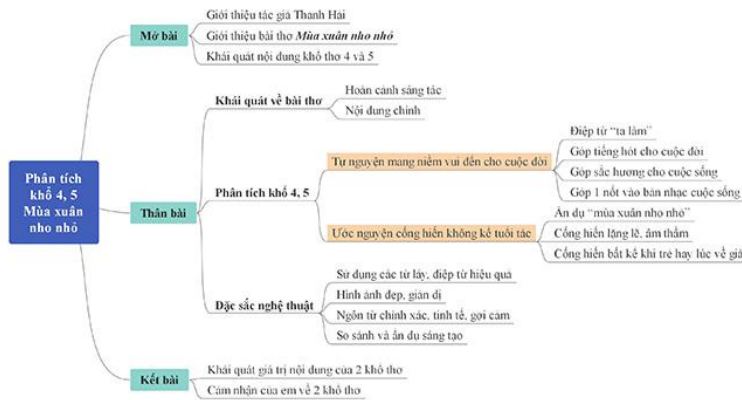 Phân tích
khổ 4, 5
Mùa xuân
nho nhỏ
Mở bài
Giới thiệu tác giả Thanh Hải
Giới thiệu bài thơ Mùa xuân nho nhỏ
Khái quát nội dung khổ thơ 4 và 5
Thân bài
Khái quát về bài thơ
Hoàn cảnh sáng tác
Nội dung chính
Phân tích khổ 4, 5
Tự nguyện mang niềm vui đến cho cuộc đời
Điệp từ “ta làm”
Góp tiếng hót cho cuộc đời
Góp sắc hương cho cuộc sống
Góp 1 nốt vào bản nhạc cuộc sống
Ước nguyện cống hiến không kể tuổi tác
Ẩn dụ “mùa xuân nho nhỏ”
Cống hiến lặng lẽ, âm thầm
Cống hiến bất kể khi trẻ hay lúc về già
Đặc sắc nghệ thuật
Sử dụng các từ láy, điệp từ hiệu quả
Hình ảnh đẹp, giản dị
Ngôn từ chính xác, tinh tế, gợi cảm
So sánh và ẩn dụ sáng tạo
Kết bài
Khái quát giá trị nội dung của 2 khổ thơ
Cảm nhận của em về 2 khổ thơ